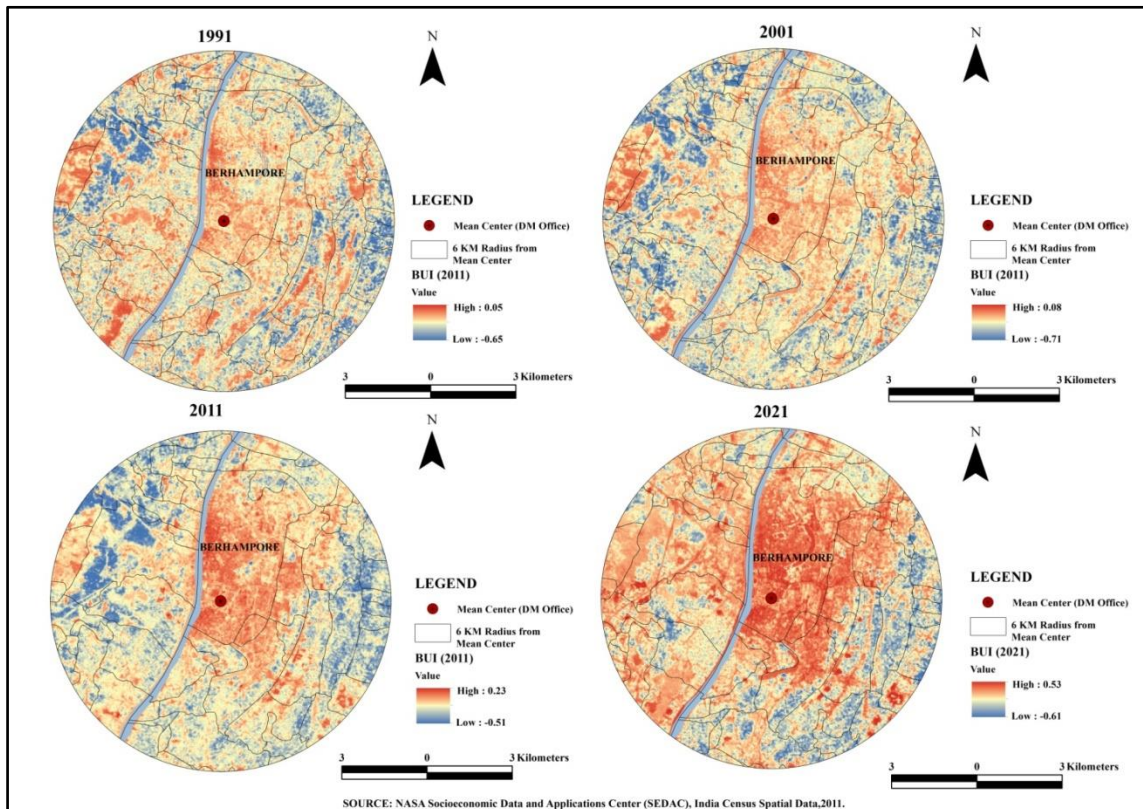 1991
N
BERHAMPORE
LEGEND
Mean Center (DM Office)
6 KM Radius from
Mean Center
BUI (2011)
Value
High : 0.05
Low : -0.65
3 0 3 Kilometers
2001
N
BERHAMPORE
LEGEND
Mean Center (DM Office)
6 KM Radius from
Mean Center
BUI (2011)
Value
High : 0.08
Low : -0.71
3 0 3 Kilometers
2011
N
BERHAMPORE
LEGEND
Mean Center (DM Office)
6 KM Radius from
Mean Center
BUI (2011)
Value
High : 0.23
Low : -0.51
3 0 3 Kilometers
2021
N
BERHAMPORE
LEGEND
Mean Center (DM Office)
6 KM Radius from
Mean Center
BUI (2021)
Value
High : 0.53
Low : -0.61
3 0 3 Kilometers
SOURCE: NASA Socioeconomic Data and Applications Center (SEDAC), India Census Spatial Data,2011.